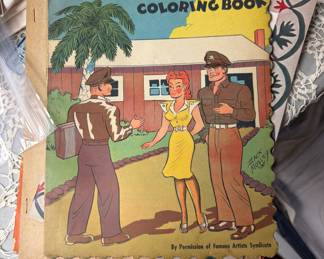 COLORING BOOK
By Permission of Famous Artists Syndicate